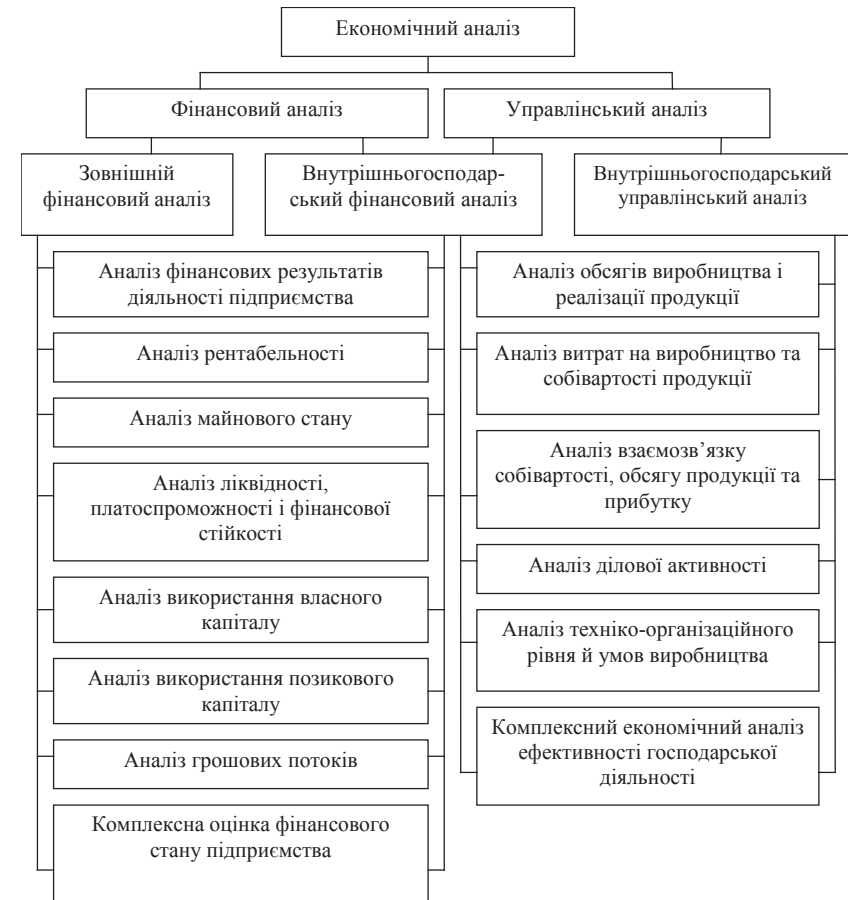 Економічний аналіз
Фінансовий аналіз
Управлінський аналіз
Зовнішній
фінансовий аналіз
Внутрішньогосподар-
ський фінансовий аналіз
Внутрішньогосподарський
управлінський аналіз
Аналіз фінансових результатів
діяльності підприємства
Аналіз рентабельності
Аналіз майнового стану
Аналіз ліквідності,
платоспроможності і фінансової
стійкості
Аналіз використання власного
капіталу
Аналіз використання позикового
капіталу
Аналіз грошових потоків
Комплексна оцінка фінансового
стану підприємства
Аналіз обсягів виробництва і
реалізації продукції
Аналіз витрат на виробництво та
собівартості продукції
Аналіз взаємозв’язку
собівартості, обсягу продукції та
прибутку
Аналіз ділової активності
Аналіз техніко-організаційного
рівня й умов виробництва
Комплексний економічний аналіз
ефективності господарської
діяльності